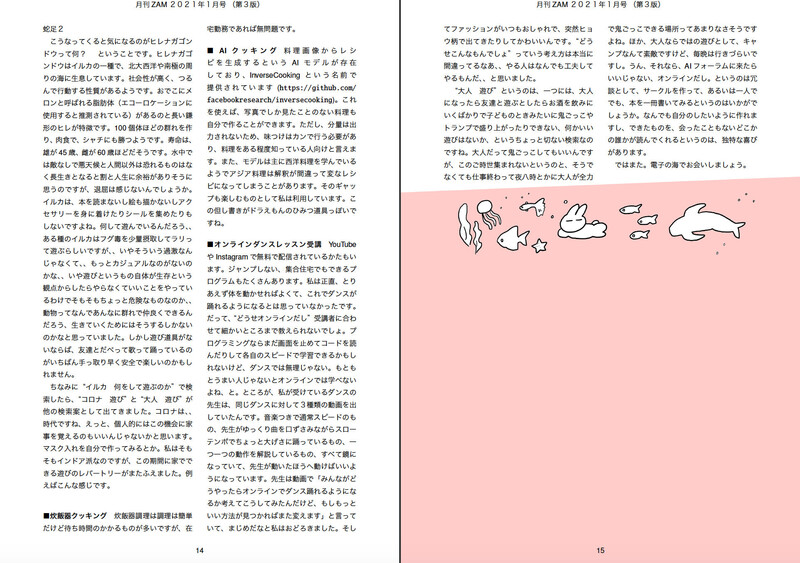 月刊 ZAM ２０２１年１月号 （第３版）
蛇足２
　こうなってくると気になるのがヒレナガゴン
ドウって何？　ということです。ヒレナガゴン
ドウはイルカの一種で、北大西洋や南極の周
りの海に生息しています。社会性が高く、つる
んで行動する性質があるようです。おでこにメ
ロンと呼ばれる脂肪体（エコーロケーションに
使用すると推測されている）があるのと長い鎌
形のヒレが特徴です。100 個体ほどの群れを作
り、肉食で、シャチにも勝つようです。寿命は、
雄が 45 歳、雌が 60 歳ほどだそうです。水中で
は敵なしで悪天候と人間以外は恐れるものはな
く長生きとなると割と人生に余裕がありそうに
思うのですが、退屈は感じないんでしょうか。
イルカは、本を読まないし絵も描かないしアク
セサリーを身に着けたりシールを集めたりも
しないですよね。何して遊んでいるんだろう、、
ある種のイルカはフグ毒を少量摂取してラリっ
て遊ぶらしいですが、、いやそういう過激なん
じゃなくて、、もっとカジュアルなのがないの
かな、、いや遊びというもの自体が生存という
観点からしたらやらなくていいことをやってい
るわけでそもそもちょっと危険なものなのか、、
動物ってなんであんなに群れで仲良くできるん
だろう、生きていくためにはそうするしかない
のかなと思っていました。しかし遊び道具がな
いならば、友達とだべって歌って踊っているの
がいちばん手っ取り早く安全で楽しいのかもし
れません。
　ちなみに “イルカ　何をして遊ぶのか” で検
索したら、“コロナ　遊び” と “大人　遊び” が
他の検索案として出てきました。コロナは、、
時代ですね、えっと、個人的にはこの機会に家
事を覚えるのもいいんじゃないかと思います。
マスク入れを自分で作ってみるとか。私はそも
そもインドア派なのですが、この期間に家でで
きる遊びのレパートリーがまたふえました。例
えばこんな感じです。
■炊飯器クッキング　炊飯器調理は調理は簡単
だけど待ち時間のかかるものが多いですが、在
宅勤務であれば無問題です。
■ AI クッキング 料理画像からレシ
ピを生成するという AI モデルが存
在しており、InverseCooking という名前で
提供されています (https://github.com/
facebookresearch/inversecooking)。これ
を使えば、写真でしか見たことない料理も
自分で作ることができます。ただし、分量は出
力されないため、味つけはカンで行う必要があ
り、料理をある程度知っている人向けと言え
ます。また、モデルは主に西洋料理を学んでいる
ようでアジア料理は解釈が間違って変なレシ
ピになってしまうことがあります。そのギャッ
プも楽しむものとして私は利用しています。こ
の但し書きがドラえもんのひみつ道具っぽいで
すね。
■オンラインダンスレッスン受講　YouTube
や Instagram で無料で配信されているかたもい
ます。ジャンプしない、集合住宅でもできるプ
ログラムもたくさんあります。私は正直、とり
あえず体を動かせればよくて、これでダンスが
踊れるようになるとは思っていなかったです。
だって、“どうせオンラインだし” 受講者に合わ
せて細かいところまで教えられないでしょ。プ
ログラミングならまだ画面を止めてコードを読
んだりして各自のスピードで学習できるかもし
れないけど、ダンスでは無理じゃない。もとも
とうまい人じゃないとオンラインでは学べない
よね、と。ところが、私が受けているダンスの
先生は、同じダンスに対して３種類の動画を出
していたんです。音楽つきで通常スピードのも
の、先生がゆっくり曲を口ずさみながらスロー
テンポでちょっと大げさに踊っているもの、一
つ一つの動作を解説しているもの、すべて鏡に
なっていて、先生が動いたほうへ動けばいいよ
うになっています。先生は動画で「みんながど
うやったらオンラインでダンス踊れるようにな
るか考えてこうしてみたんだけど、もしもっと
いい方法が見つかればまた変えます」と言って
いて、まじめだなと私はおどろきました。そし
14
月刊 ZAM ２０２１年１月号 （第３版）
てファッションがいつもおしゃれで、突然ヒョ
ウ柄で出てきたりしてかわいいんです。“どう
せこんなもんでしょ” っていう考え方は本当に
間違ってるなあ、、やる人はなんでも工夫して
やるもんだ、、と思いました。
　“大人　遊び” というのは、一つには、大人
になったら友達と遊ぶとしたらお酒を飲みに
いくばかりで子どものときみたいに鬼ごっこや
トランプで盛り上がったりできない、何かいい
遊びはないか、というちょっと切ない検索なの
ですね。大人だって鬼ごっこしてもいいんです
が、このご時世集まれないというのと、そうで
なくても仕事終わって夜八時とかに大人が全力
で鬼ごっこできる場所ってあまりなさそうです
よね。ほか、大人ならではの遊びとして、キャ
ンプなんて素敵ですけど、毎晩は行きづらいで
すし。うん、それなら、AI フォーラムに来たら
いいじゃない、オンラインだし。というのは冗
談として、サークルを作って、あるいは一人で
でも、本を一冊書いてみるというのはいかがで
しょうか。なんでも自分のしたいように作れま
すし、できたものを、会ったこともないどこか
の誰かが読んでくれるというのは、独特な喜び
があります。
　ではまた。電子の海でお会いしましょう。
15